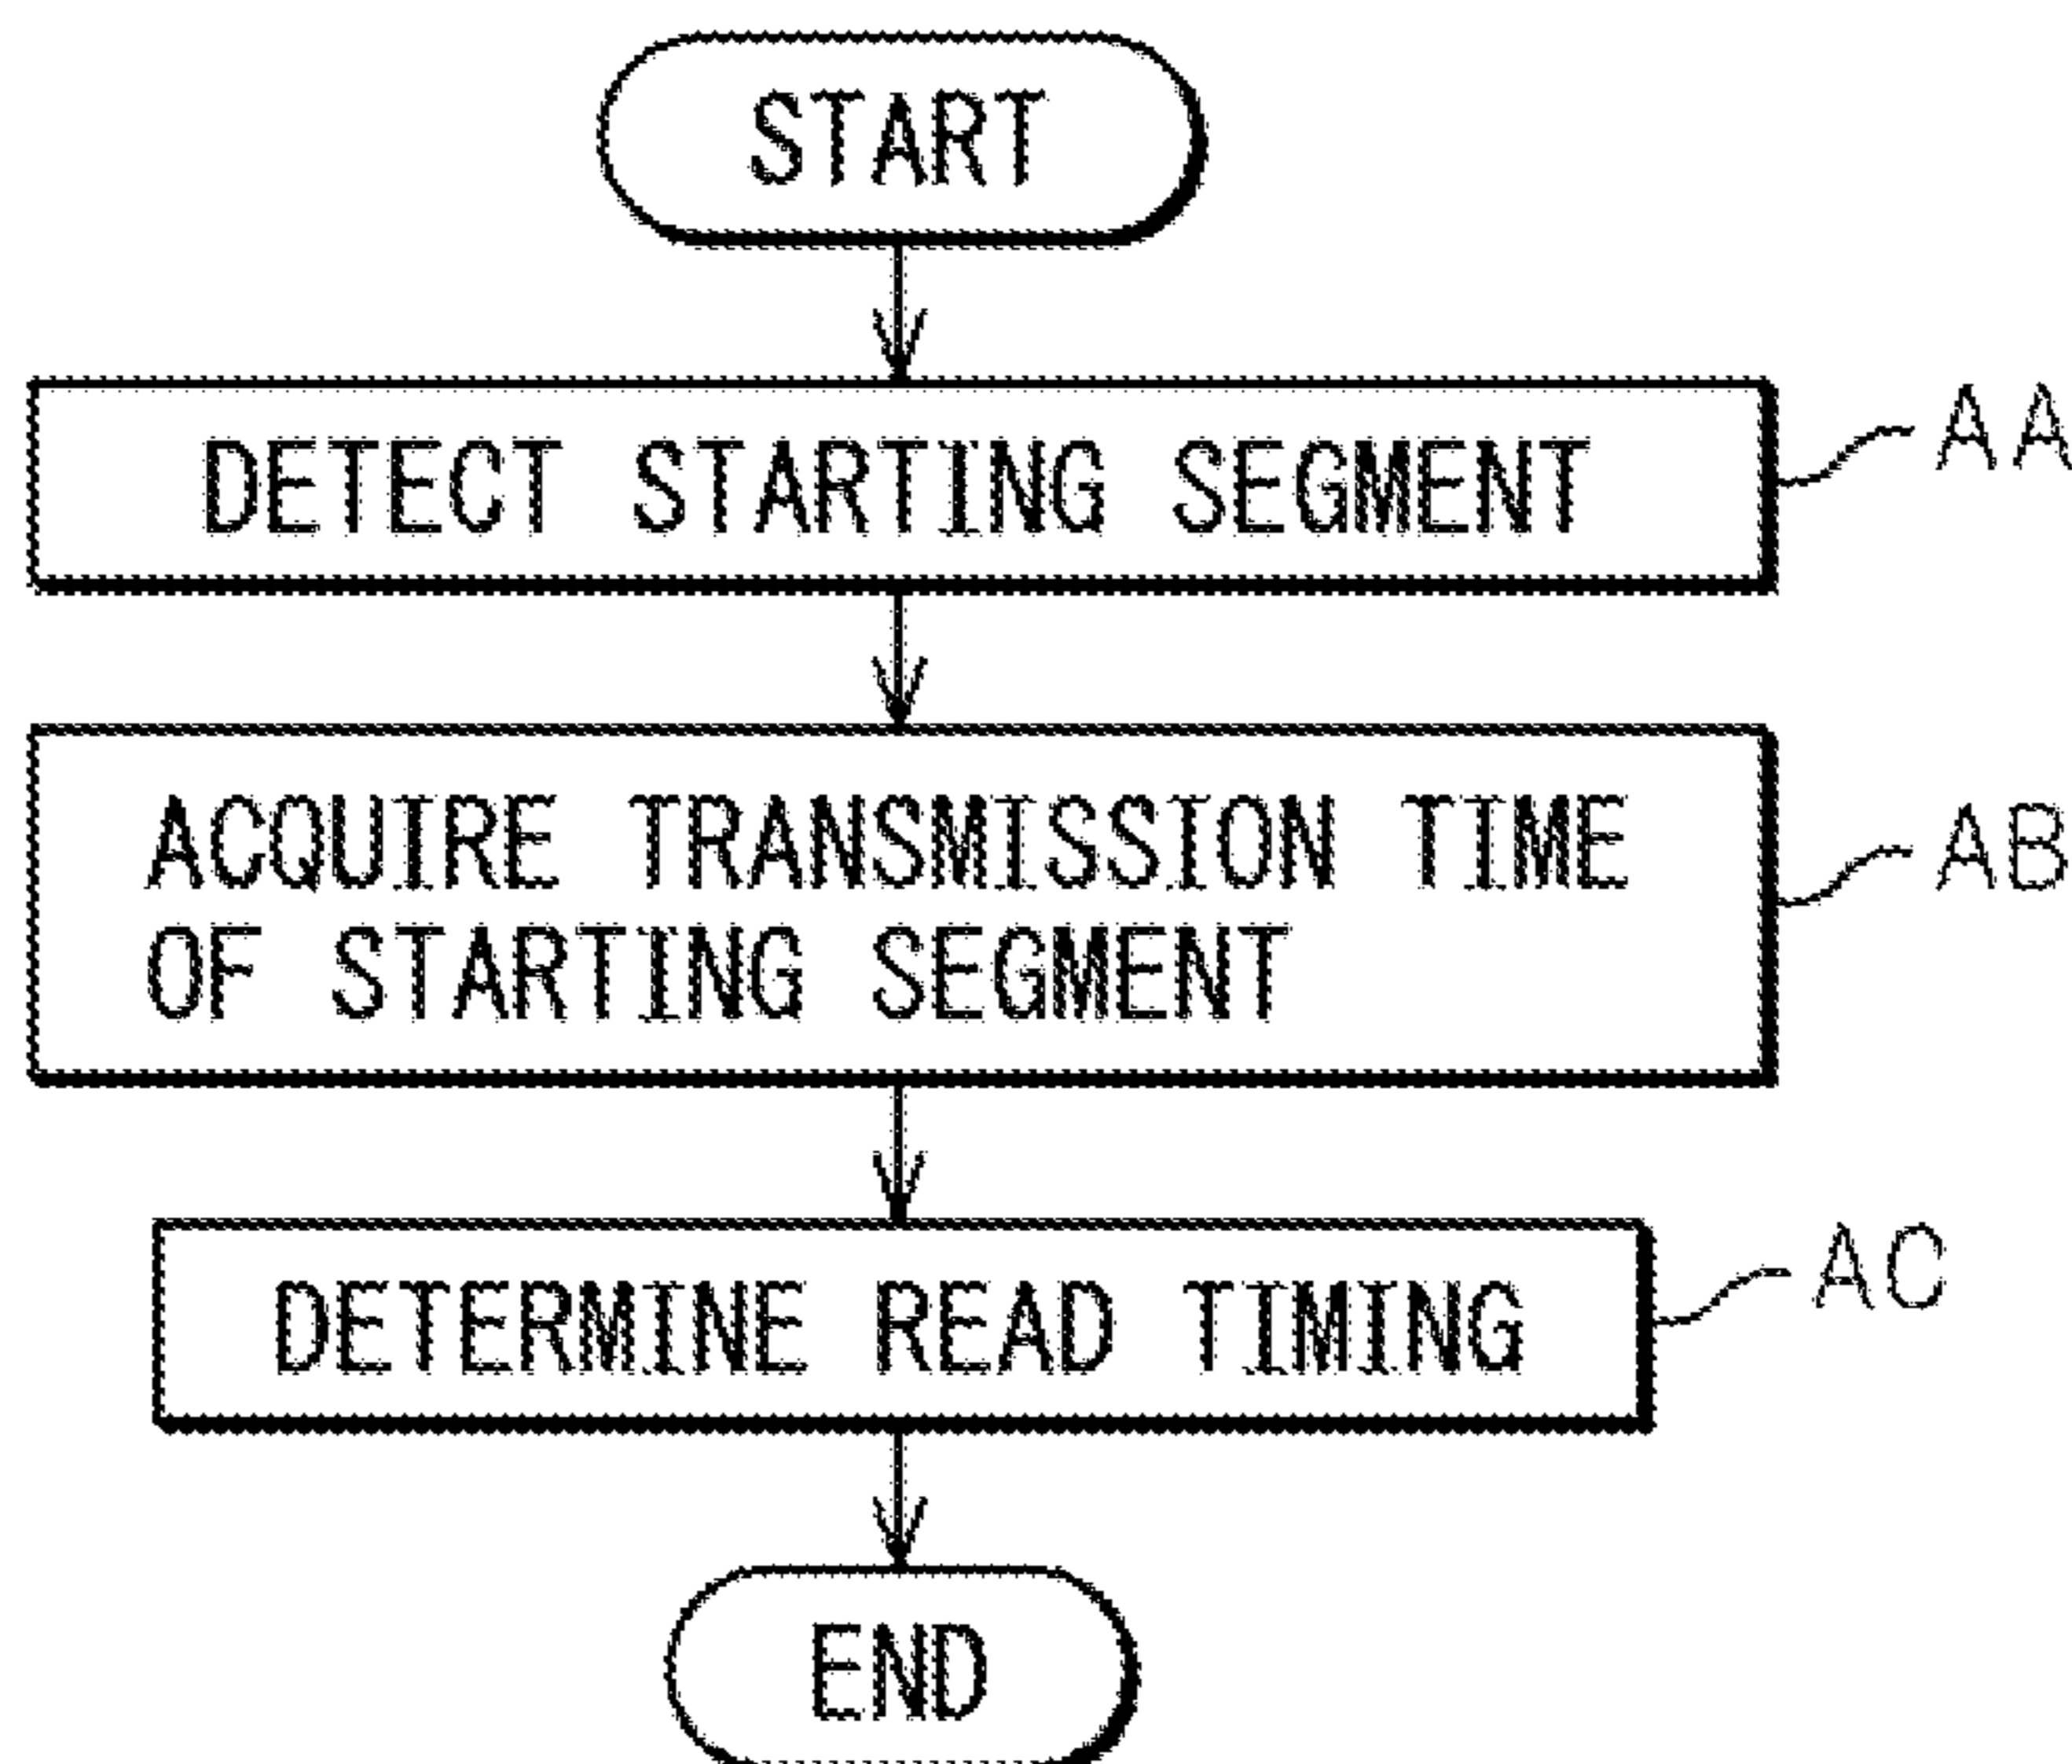 START
DETECT STARTING SEGMENT
AA
ACQUIRE TRANSMISSION TIME
OF STARTING SEGMENT
AB
DETERMINE READ TIMING
AC
END